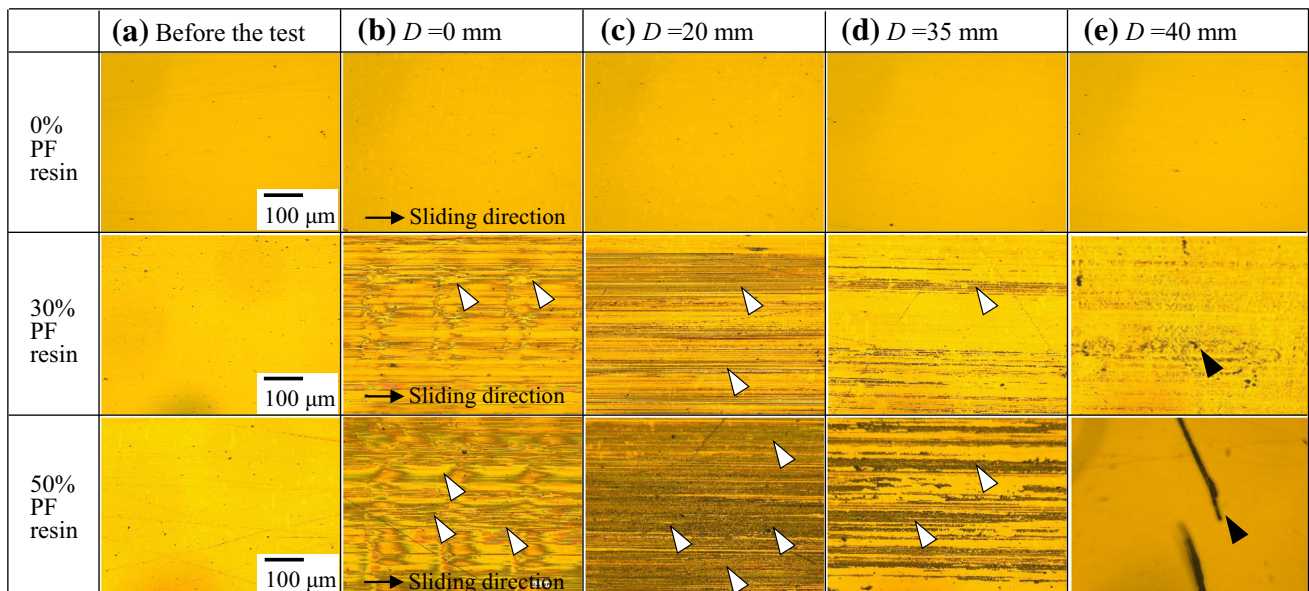 (a) Before the test
(b) D =0 mm
(c) D =20 mm
(d) D =35 mm
(e) D =40 mm
0%
PF
resin
100 μm
Sliding direction
30%
PF
resin
100 μm
Sliding direction
50%
PF
resin
100 μm
Sliding direction